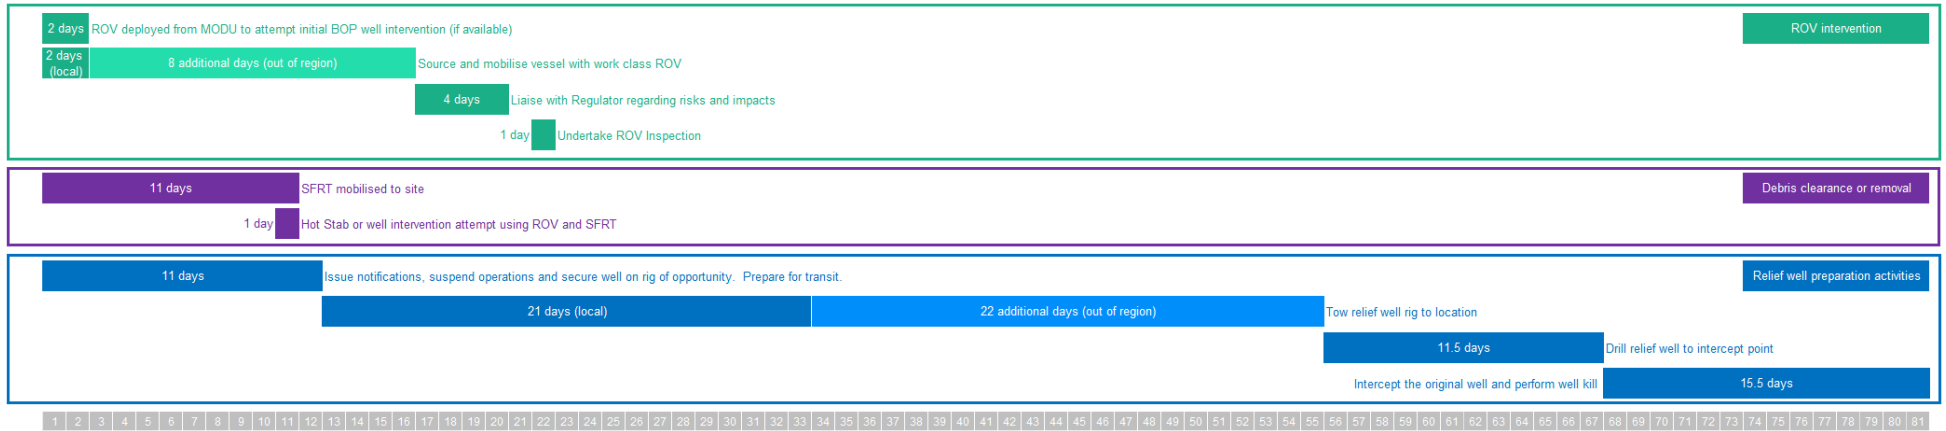 2 days ROV deployed from MODU to attempt initial BOP well intervention (if available) ROV intervention
2 days
(local) 8 additional days (out of region) Source and mobilise vessel with work class ROV
4 days Liaise with Regulator regarding risks and impacts
1 day Undertake ROV Inspection
11 days SFRT mobilised to site Debris clearance or removal
1 day Hot Stab or well intervention attempt using ROV and SFRT
11 days Issue notifications, suspend operations and secure well on rig of opportunity. Prepare for transit. Relief well preparation activities
21 days (local) 22 additional days (out of region) Tow relief well rig to location
11.5 days Drill relief well to intercept point
Intercept the original well and perform well kill 15.5 days
1 2 3 4 5 6 7 8 9 10 11 12 13 14 15 16 17 18 19 20 21 22 23 24 25 26 27 28 29 30 31 32 33 34 35 36 37 38 39 40 41 42 43 44 45 46 47 48 49 50 51 52 53 54 55 56 57 58 59 60 61 62 63 64 65 66 67 68 69 70 71 72 73 74 75 76 77 78 79 80 81